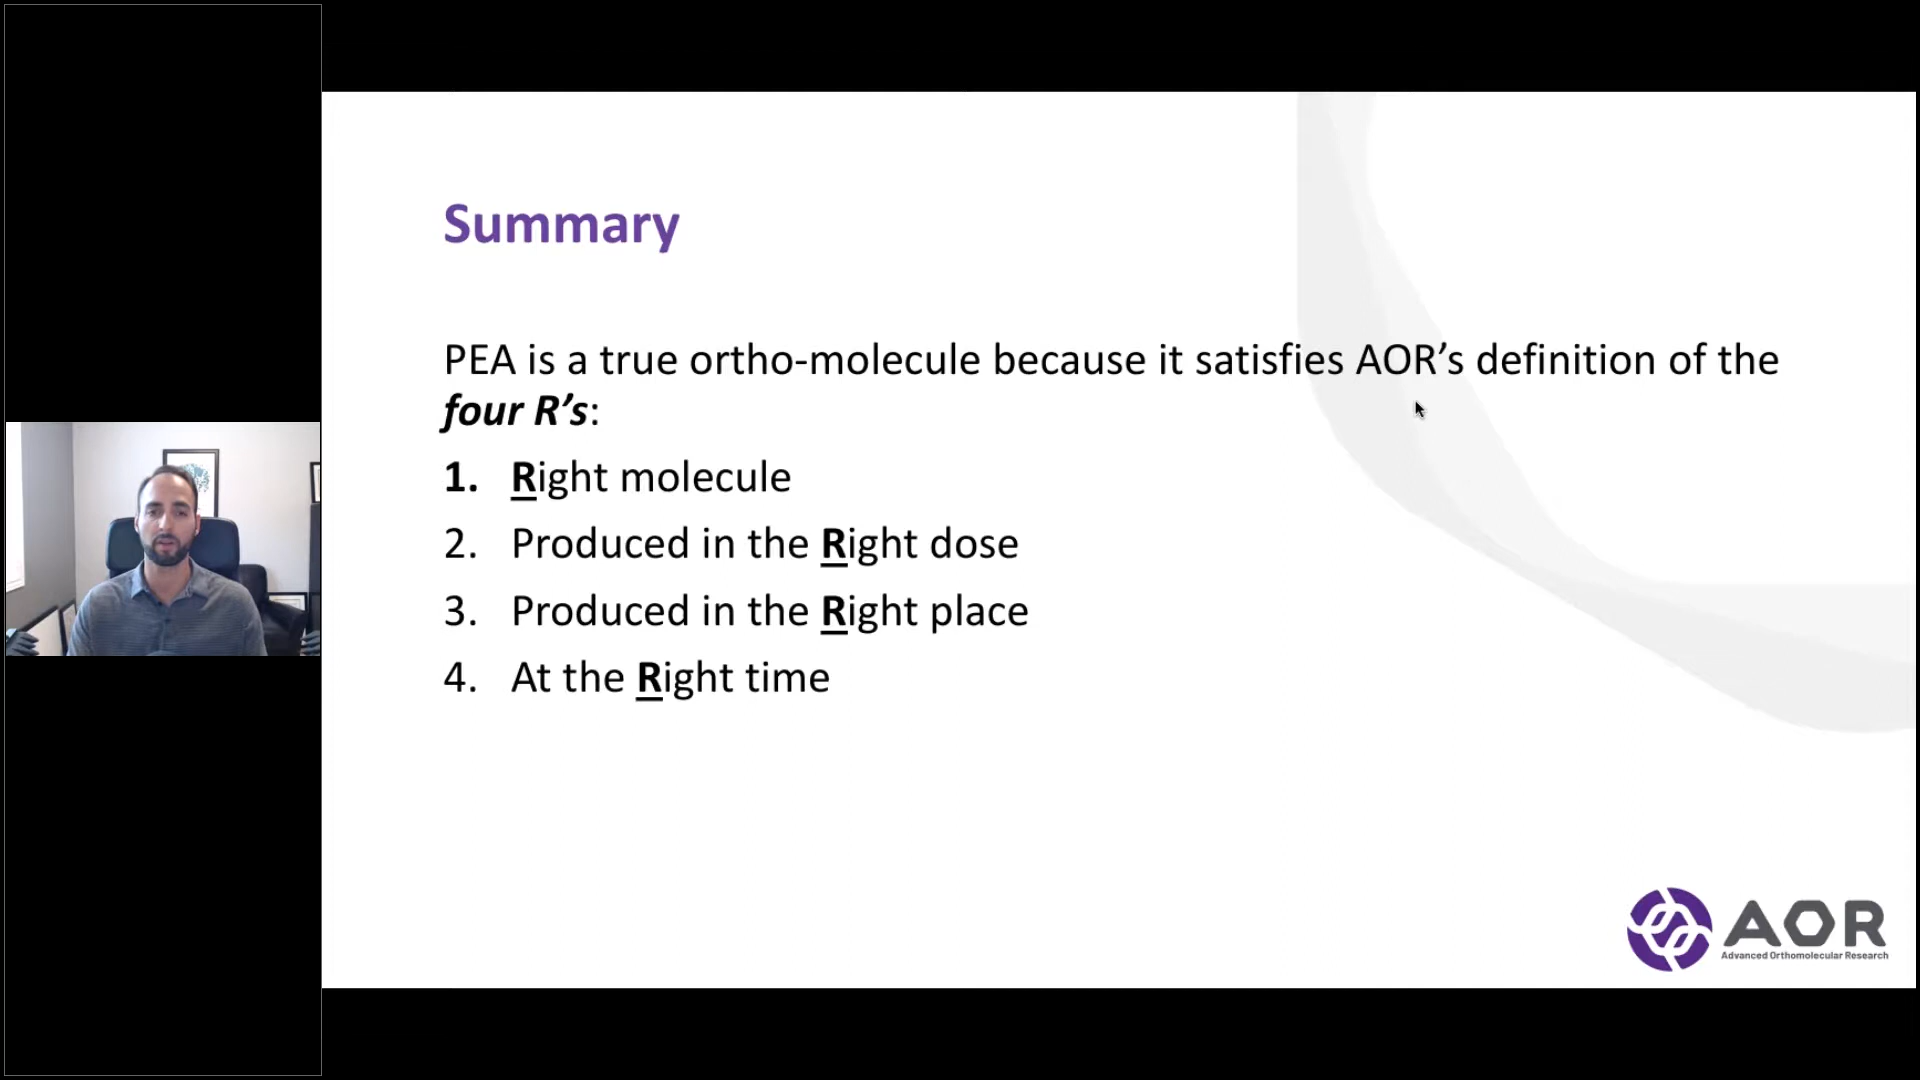 Summary
PEA is a true ortho-molecule because it satisfies AOR’s definition of the
four R’s:
1. Right molecule
2. Produced in the Right dose
3. Produced in the Right place
4. At the Right time
AOR
Advanced Orthomolecular Research